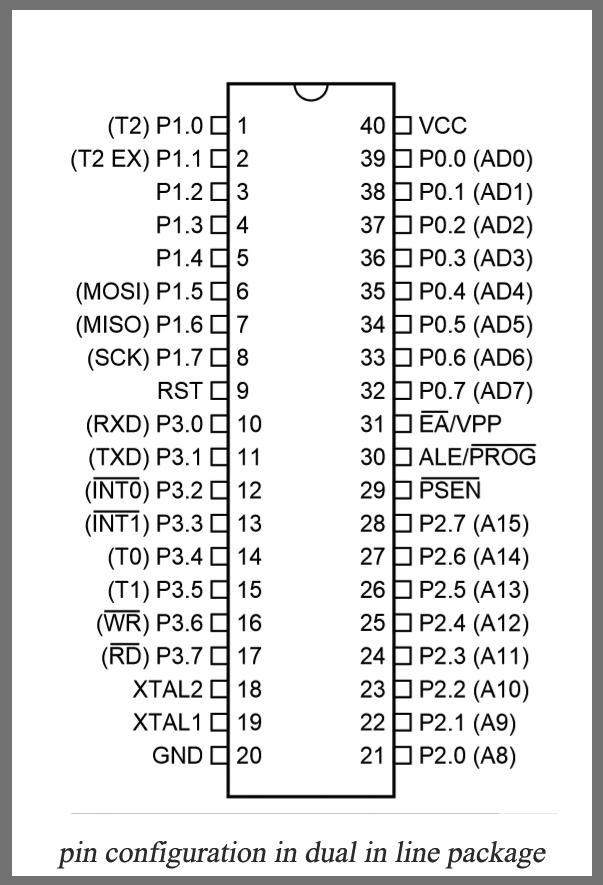 (T2) P1.0 1 40 VCC
(T2 EX) P1.1 2 39 P0.0 (AD0)
P1.2 3 38 P0.1 (AD1)
P1.3 4 37 P0.2 (AD2)
P1.4 5 36 P0.3 (AD3)
(MOSI) P1.5 6 35 P0.4 (AD4)
(MISO) P1.6 7 34 P0.5 (AD5)
(SCK) P1.7 8 33 P0.6 (AD6)
RST 9 32 P0.7 (AD7)
(RXD) P3.0 10 31 E̅A̅/VPP
(TXD) P3.1 11 30 ALE/P̅R̅O̅G̅
(I̅N̅T̅0̅) P3.2 12 29 P̅S̅E̅N̅
(I̅N̅T̅1̅) P3.3 13 28 P2.7 (A15)
(T0) P3.4 14 27 P2.6 (A14)
(T1) P3.5 15 26 P2.5 (A13)
(W̅R̅) P3.6 16 25 P2.4 (A12)
(R̅D̅) P3.7 17 24 P2.3 (A11)
XTAL2 18 23 P2.2 (A10)
XTAL1 19 22 P2.1 (A9)
GND 20 21 P2.0 (A8)
pin configuration in dual in line package